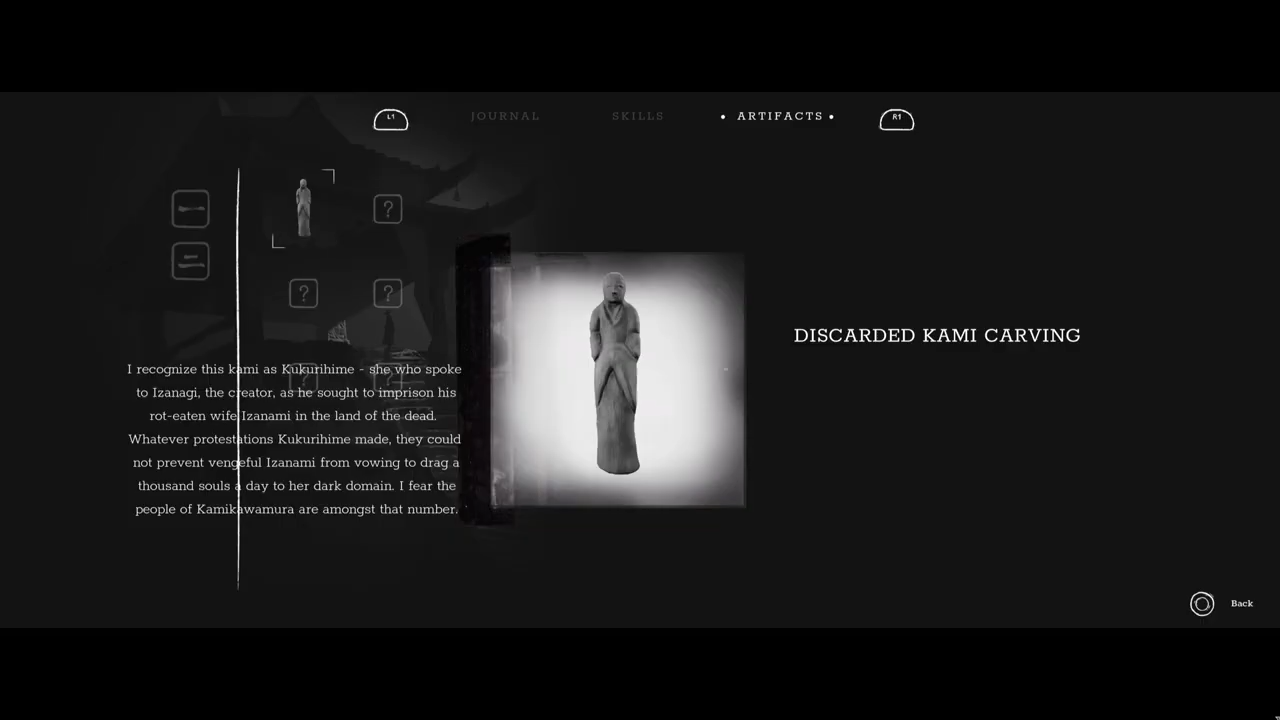 L1
JOURNAL
SKILLS
• ARTIFACTS •
R1
一
?
二
?
?
?
?
I recognize this kami as Kukurihime - she who spoke
to Izanagi, the creator, as he sought to imprison his
rot-eaten wife Izanami in the land of the dead.
Whatever protestations Kukurihime made, they could
not prevent vengeful Izanami from vowing to drag a
thousand souls a day to her dark domain. I fear the
people of Kamikawamura are amongst that number.
DISCARDED KAMI CARVING
Back